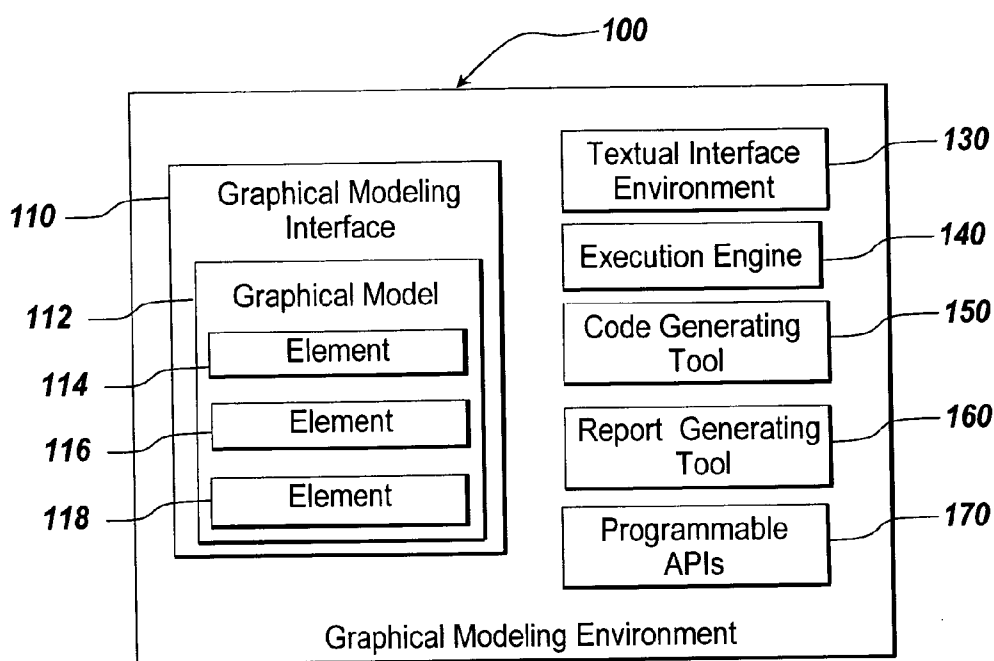 100
110
Graphical Modeling
Interface
112
Graphical Model
114
Element
116
Element
118
Element
Textual Interface
Environment
130
Execution Engine
140
Code Generating
Tool
150
Report Generating
Tool
160
Programmable
APIs
170
Graphical Modeling Environment